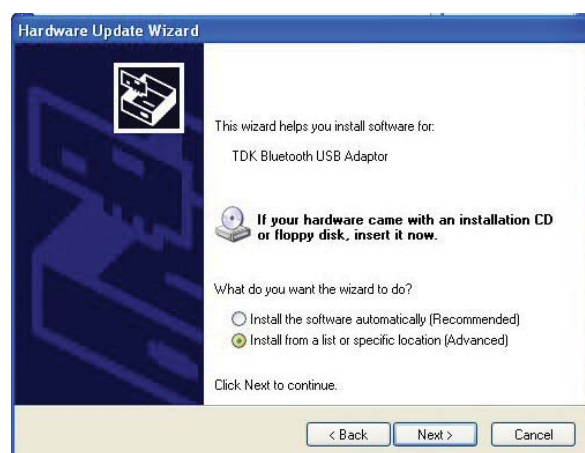 Hardware Update Wizard
This wizard helps you install software for:
TDK Bluetooth USB Adaptor
If your hardware came with an installation CD
or floppy disk, insert it now.
What do you want the wizard to do?
Install the software automatically (Recommended)
Install from a list or specific location (Advanced)
Click Next to continue.
< Back Next > Cancel